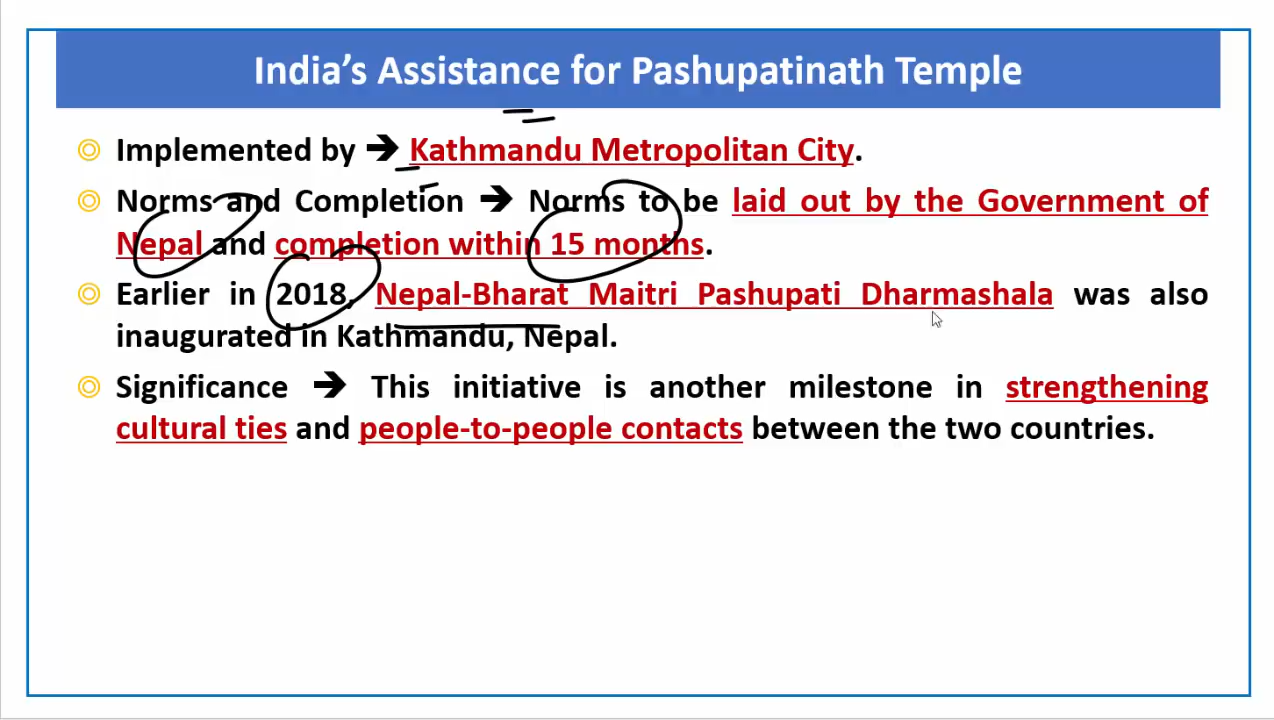 India’s Assistance for Pashupatinath Temple
Implemented by ➔ Kathmandu Metropolitan City.
Norms and Completion ➔ Norms to be laid out by the Government of
Nepal and completion within 15 months.
Earlier in 2018, Nepal-Bharat Maitri Pashupati Dharmashala was also
inaugurated in Kathmandu, Nepal.
Significance ➔ This initiative is another milestone in strengthening
cultural ties and people-to-people contacts between the two countries.